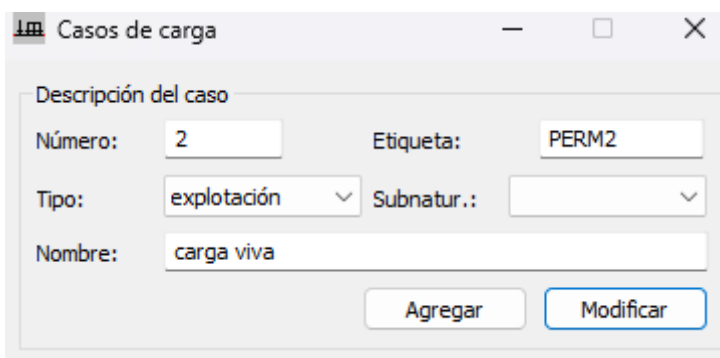 Casos de carga
Descripción del caso
Número: 2 Etiqueta: PERM2
Tipo: explotación Subnatur.:
Nombre: carga viva
Agregar Modificar